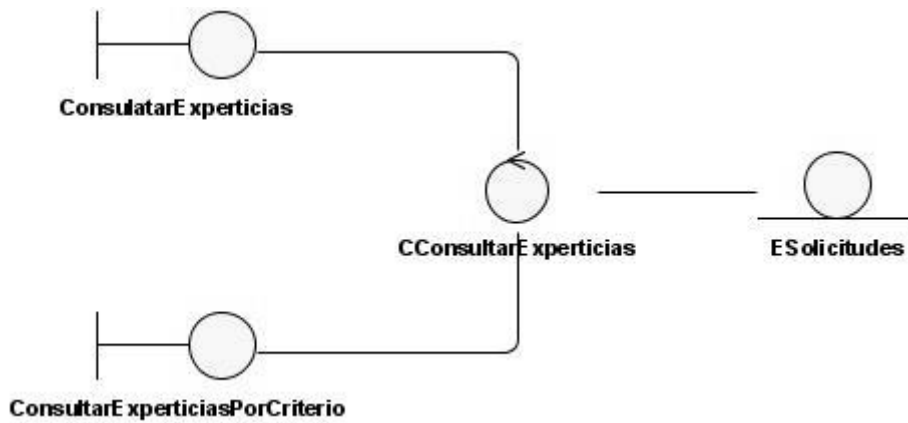 ConsulatarExperticias
CConsultarExperticias
ESolicitudes
ConsultarExperticiasPorCriterio